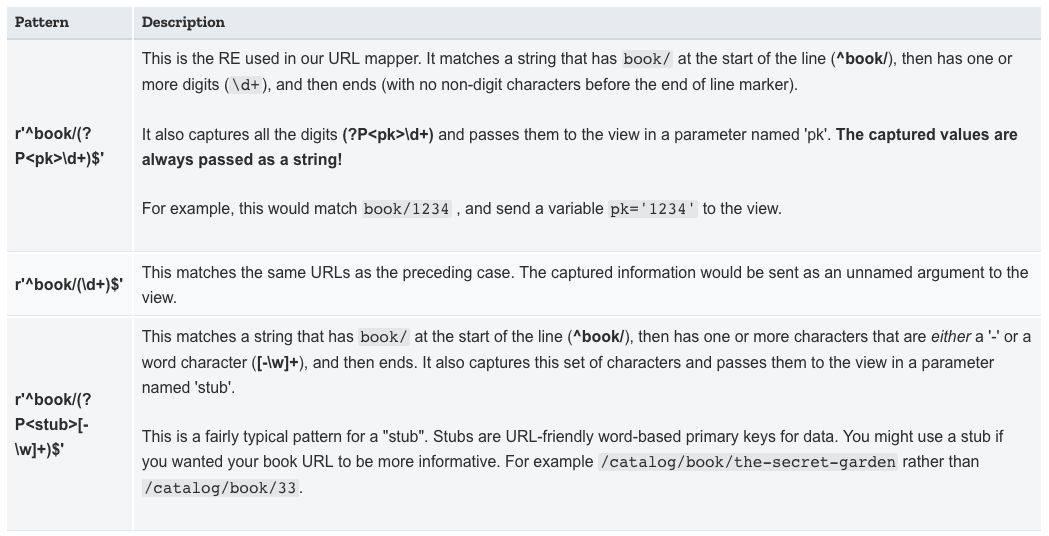 Pattern Description
r'^book/(?
P<pk>\d+)$'
This is the RE used in our URL mapper. It matches a string that has book/ at the start of the line (^book/), then has one or
more digits (\d+), and then ends (with no non-digit characters before the end of line marker).
It also captures all the digits (?P<pk>\d+) and passes them to the view in a parameter named 'pk'. The captured values are
always passed as a string!
For example, this would match book/1234 , and send a variable pk='1234' to the view.
r'^book/(\d+)$'
This matches the same URLs as the preceding case. The captured information would be sent as an unnamed argument to the
view.
r'^book/(?
P<stub>[-
\w]+)$'
This matches a string that has book/ at the start of the line (^book/), then has one or more characters that are either a '-' or a
word character ([-\w]+), and then ends. It also captures this set of characters and passes them to the view in a parameter
named 'stub'.
This is a fairly typical pattern for a "stub". Stubs are URL-friendly word-based primary keys for data. You might use a stub if
you wanted your book URL to be more informative. For example /catalog/book/the-secret-garden rather than
/catalog/book/33.